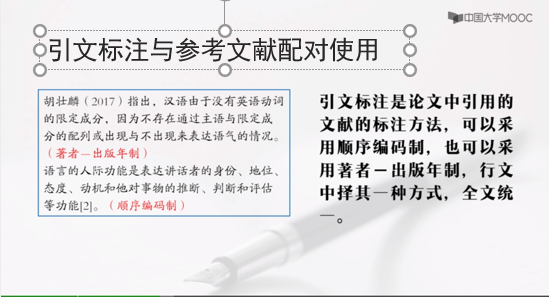 中国大学MOOC
引文标注与参考文献配对使用
胡壮麟（2017）指出，汉语由于没有英语动词
的限定成分，因为不存在通过主语与限定成
分的配列或出现与不出现来表达语气的情况。
（著者—出版年制）
语言的人际功能是表达讲话者的身份、地位、
态度、动机和他对事物的推断、判断和评估
等功能[2]。（顺序编码制）
引文标注是论文中引用的
文献的标注方法，可以采
用顺序编码制，也可以采
用著者－出版年制，行文
中择其一种方式，全文统
一。